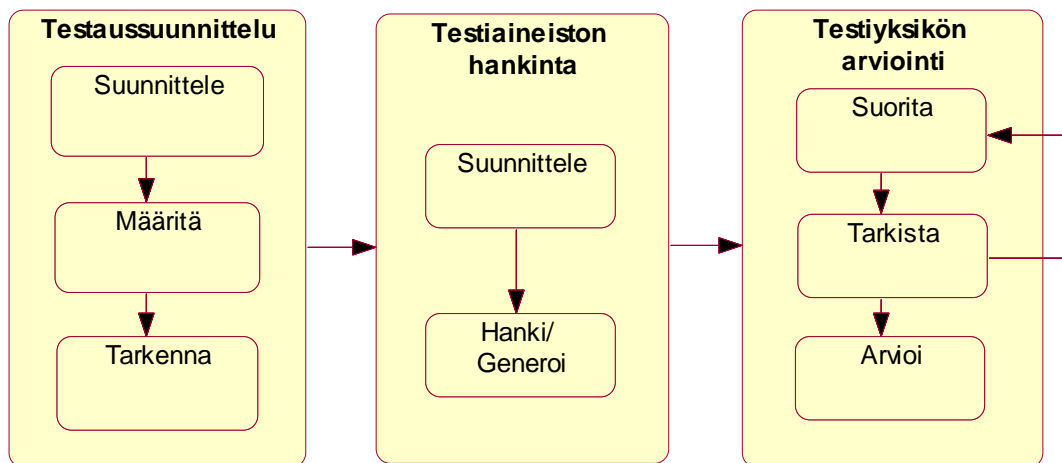 Testaussuunnittelu
Suunnittele
Määritä
Tarkenna
Testiaineiston
hankinta
Suunnittele
Hanki/
Generoi
Testiyksikön
arviointi
Suorita
Tarkista
Arvioi